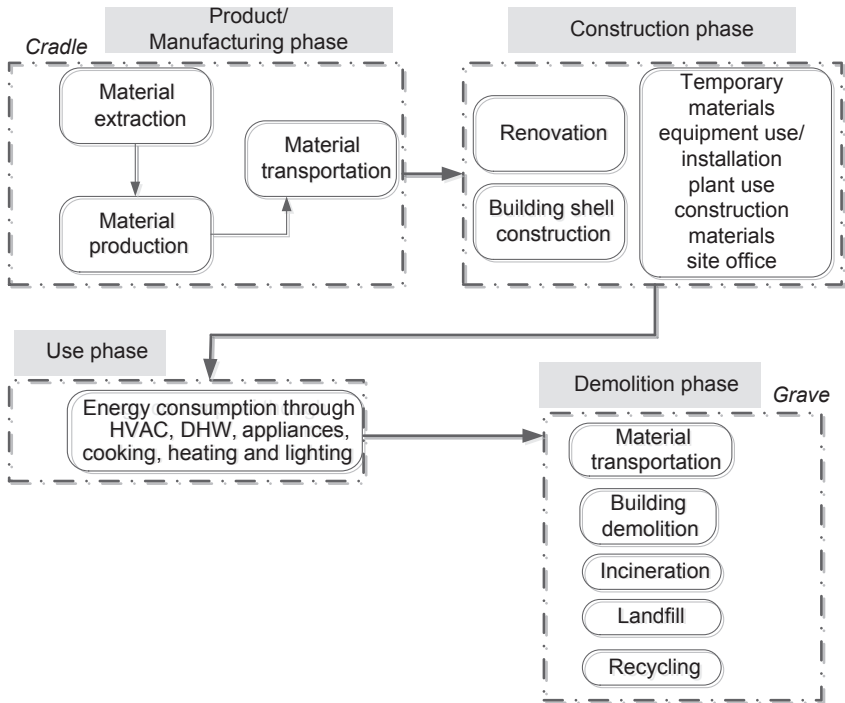 Product/
Manufacturing phase
Cradle
Material
extraction
Material
transportation
Material
production
Construction phase
Renovation
Building shell
construction
Temporary
materials
equipment use/
installation
plant use
construction
materials
site office
Use phase
Energy consumption through
HVAC, DHW, appliances,
cooking, heating and lighting
Demolition phase
Grave
Material
transportation
Building
demolition
Incineration
Landfill
Recycling